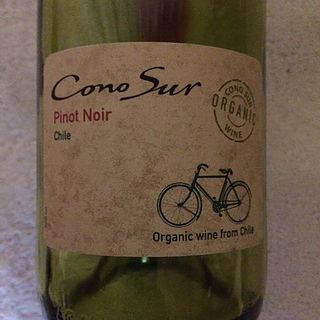 Cono Sur
Pinot Noir
Chile
CONO SUR
ORGANIC
WINE
Organic wine from Chile